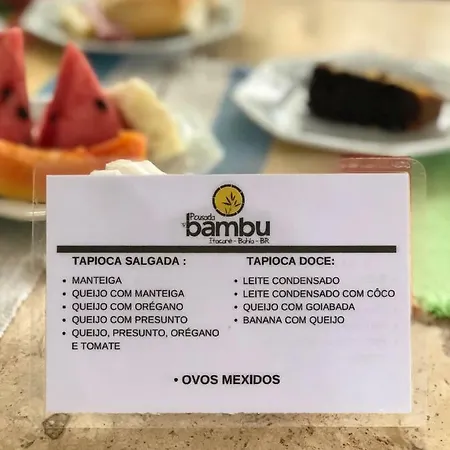 Pousada
bambu
Itacaré - Bahia - BR
TAPIOCA SALGADA :
• MANTEIGA
• QUEIJO COM MANTEIGA
• QUEIJO COM ORÉGANO
• QUEIJO COM PRESUNTO
• QUEIJO, PRESUNTO, ORÉGANO
E TOMATE
TAPIOCA DOCE:
• LEITE CONDENSADO
• LEITE CONDENSADO COM CÔCO
• QUEIJO COM GOIABADA
• BANANA COM QUEIJO
• OVOS MEXIDOS